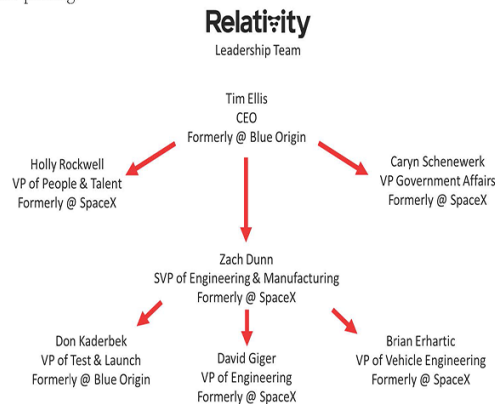 Relativity
Leadership Team
Tim Ellis
CEO
Formerly @ Blue Origin
Holly Rockwell
VP of People & Talent
Formerly @ SpaceX
Caryn Schenewerk
VP Government Affairs
Formerly @ SpaceX
Zach Dunn
SVP of Engineering & Manufacturing
Formerly @ SpaceX
Don Kaderbek
VP of Test & Launch
Formerly @ Blue Origin
David Giger
VP of Engineering
Formerly @ SpaceX
Brian Erhartic
VP of Vehicle Engineering
Formerly @ SpaceX